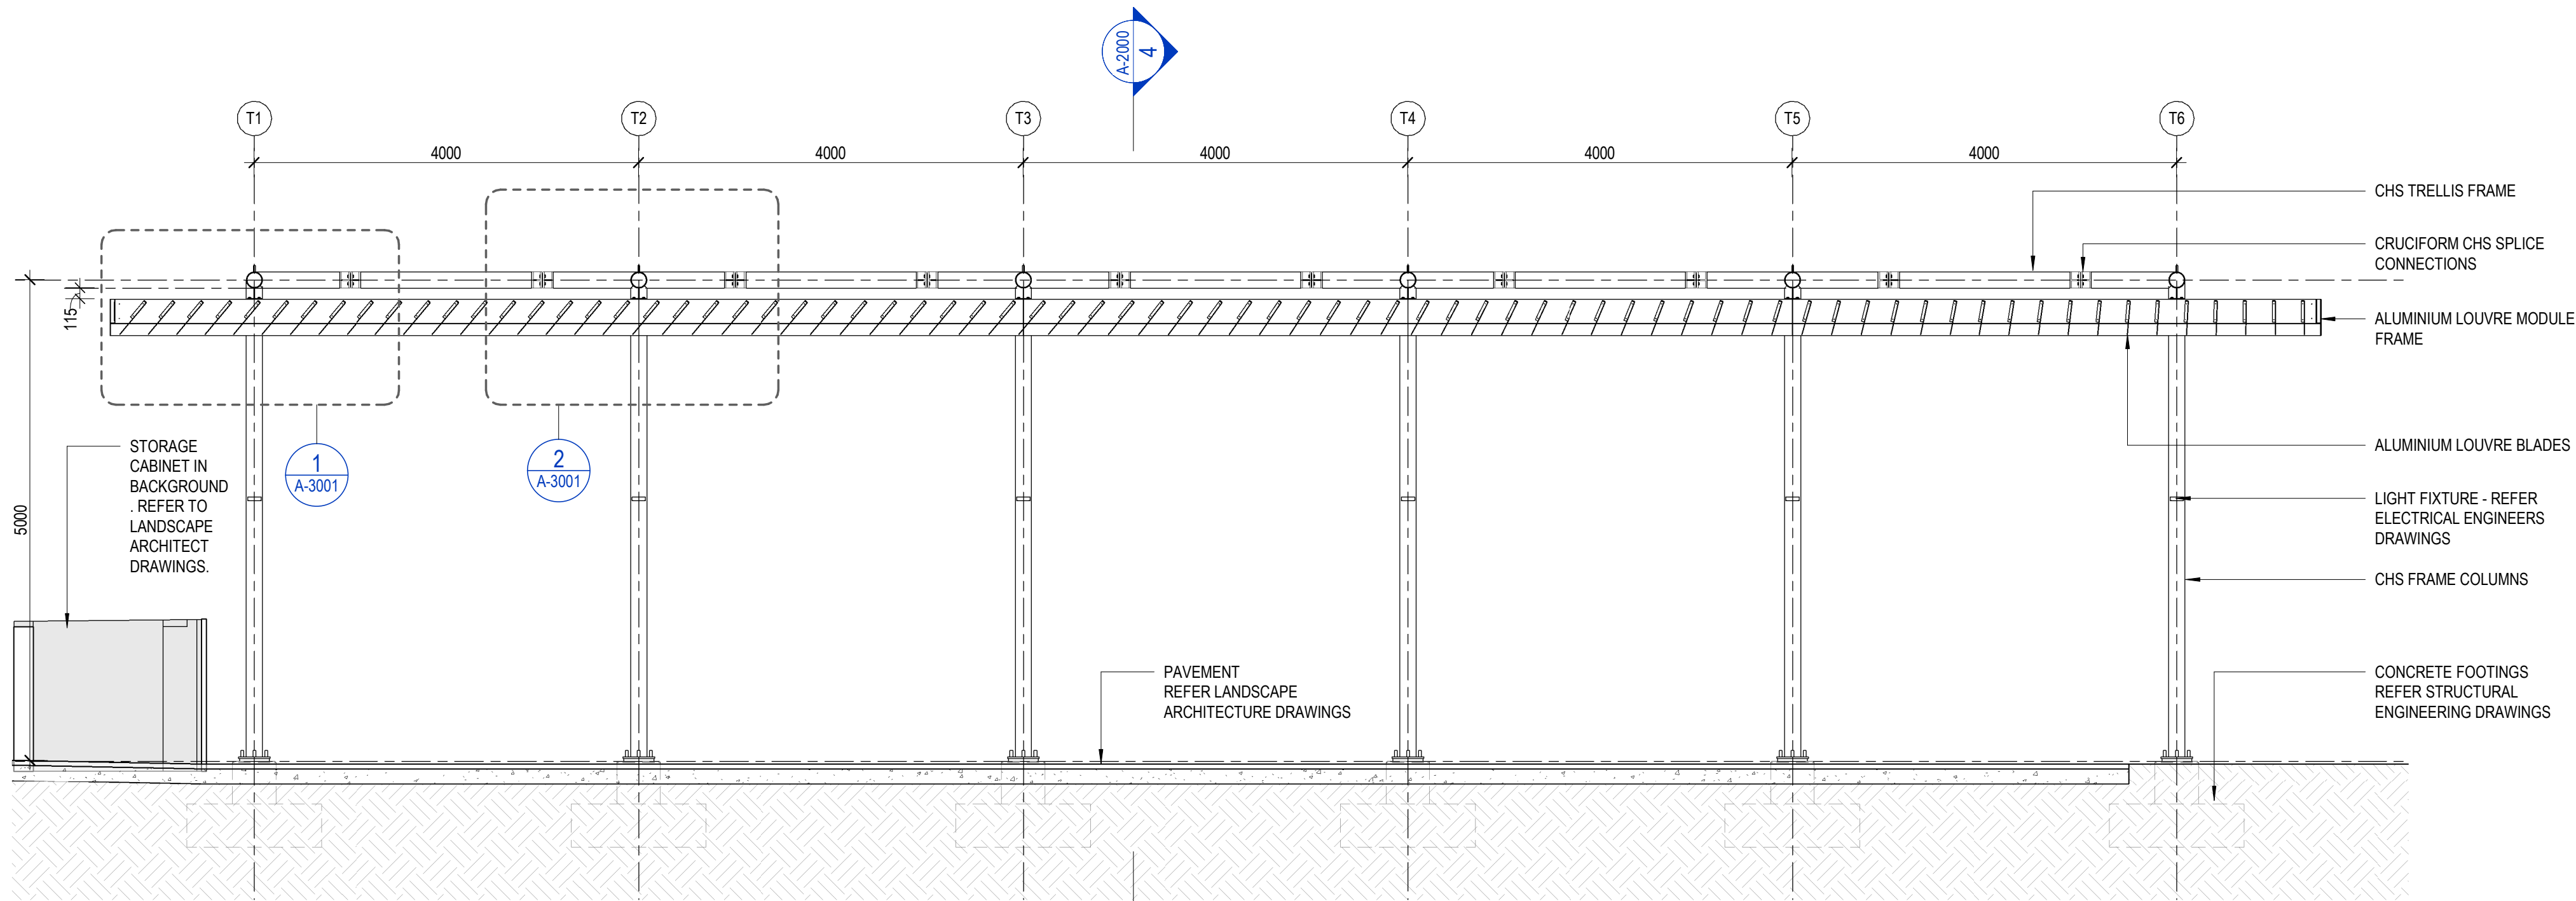 A-2000
4
T1
T2
T3
T4
T5
T6
4000
4000
4000
4000
4000
CHS TRELLIS FRAME
CRUCIFORM CHS SPLICE
CONNECTIONS
115
ALUMINIUM LOUVRE MODULE
FRAME
STORAGE
CABINET IN
BACKGROUND
. REFER TO
LANDSCAPE
ARCHITECT
DRAWINGS.
1
A-3001
2
A-3001
ALUMINIUM LOUVRE BLADES
5000
LIGHT FIXTURE - REFER
ELECTRICAL ENGINEERS
DRAWINGS
CHS FRAME COLUMNS
PAVEMENT
REFER LANDSCAPE
ARCHITECTURE DRAWINGS
CONCRETE FOOTINGS
REFER STRUCTURAL
ENGINEERING DRAWINGS